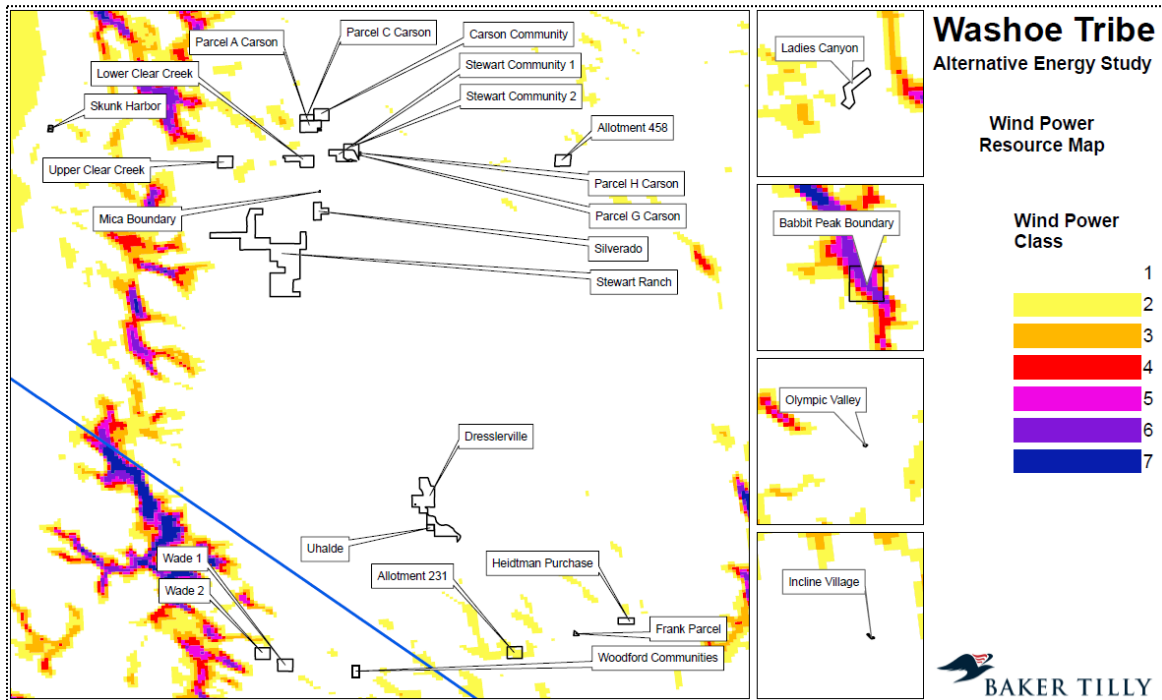 Washoe Tribe
Alternative Energy Study
Wind Power
Resource Map
Wind Power
Class
1
2
3
4
5
6
7
Parcel A Carson
Parcel C Carson
Carson Community
Lower Clear Creek
Stewart Community 1
Skunk Harbor
Stewart Community 2
Allotment 458
Upper Clear Creek
Parcel H Carson
Mica Boundary
Parcel G Carson
Silverado
Stewart Ranch
Dresslerville
Uhalde
Wade 1
Heidtman Purchase
Allotment 231
Wade 2
Frank Parcel
Woodford Communities
Ladies Canyon
Babbit Peak Boundary
Olympic Valley
Incline Village
BAKER TILLY